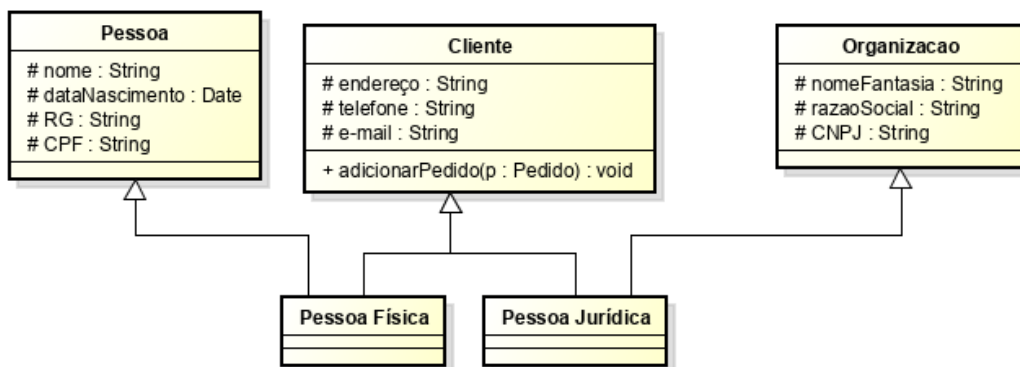 Pessoa
# nome : String
# dataNascimento : Date
# RG : String
# CPF : String
Cliente
# endereço : String
# telefone : String
# e-mail : String
+ adicionarPedido(p : Pedido) : void
Organizacao
# nomeFantasia : String
# razaoSocial : String
# CNPJ : String
Pessoa Física
Pessoa Jurídica